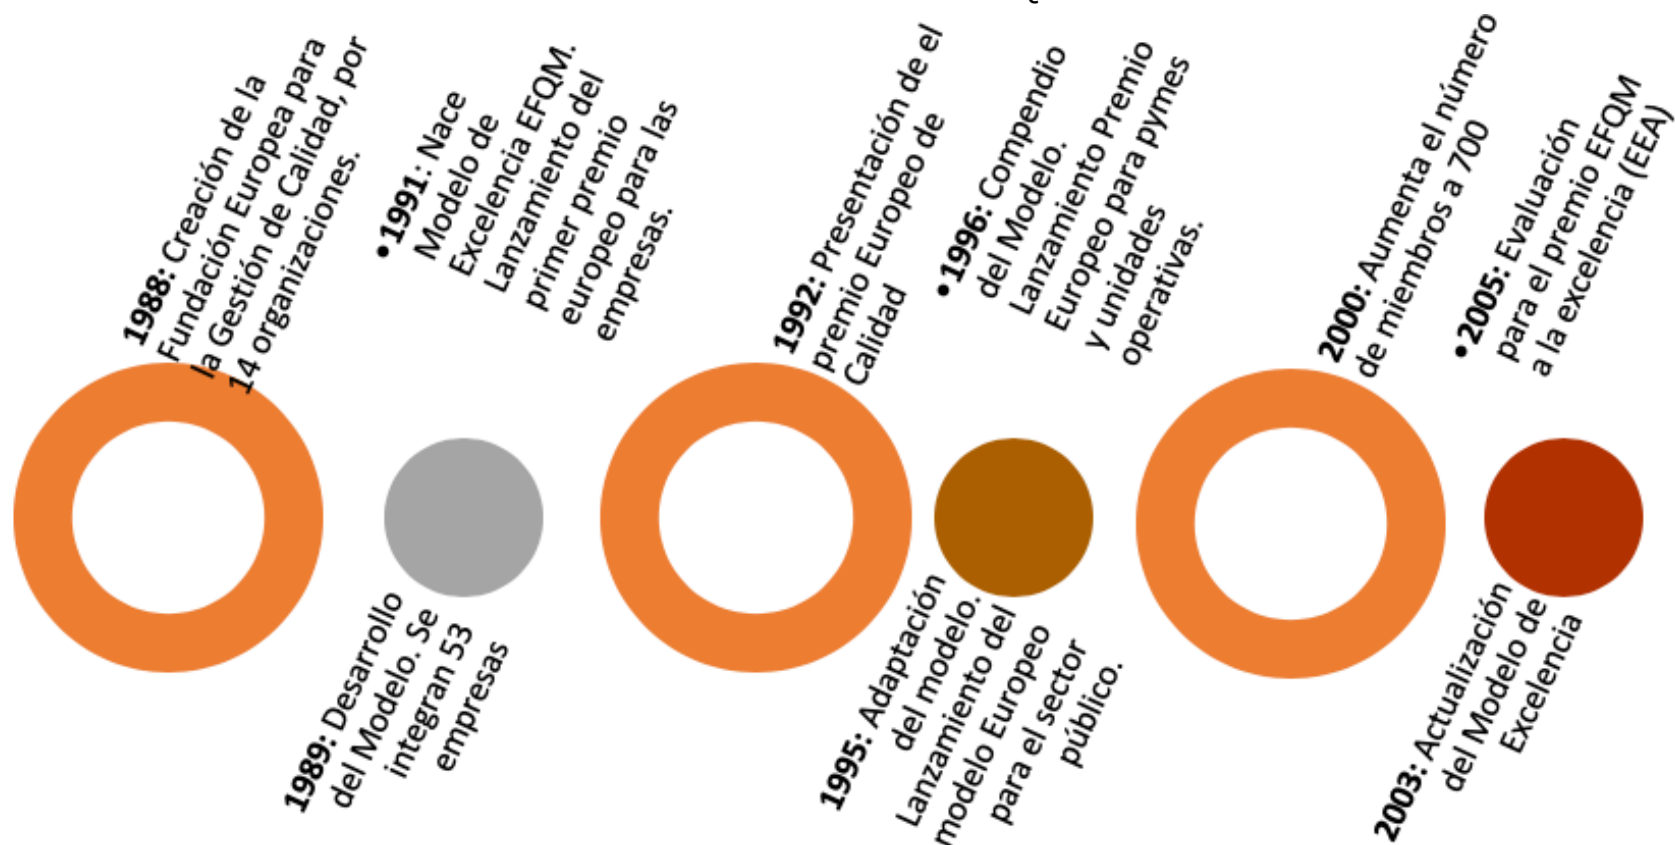 1988: Creación de la
Fundación Europea para
la Gestión de Calidad, por
14 organizaciones.
1989: Desarrollo
del Modelo. Se
integran 53
empresas
•1991: Nace
Modelo de
Excelencia EFQM.
Lanzamiento del
primer premio
europeo para las
empresas.
1992: Presentación de el
premio Europeo de
Calidad
1995: Adaptación
del modelo.
Lanzamiento del
modelo Europeo
para el sector
público.
•1996: Compendio
del Modelo.
Lanzamiento Premio
Europeo para pymes
y unidades
operativas.
2000: Aumenta el número
de miembros a 700
2003: Actualización
del Modelo de
Excelencia
•2005: Evaluación
para el premio EFQM
a la excelencia (EEA)